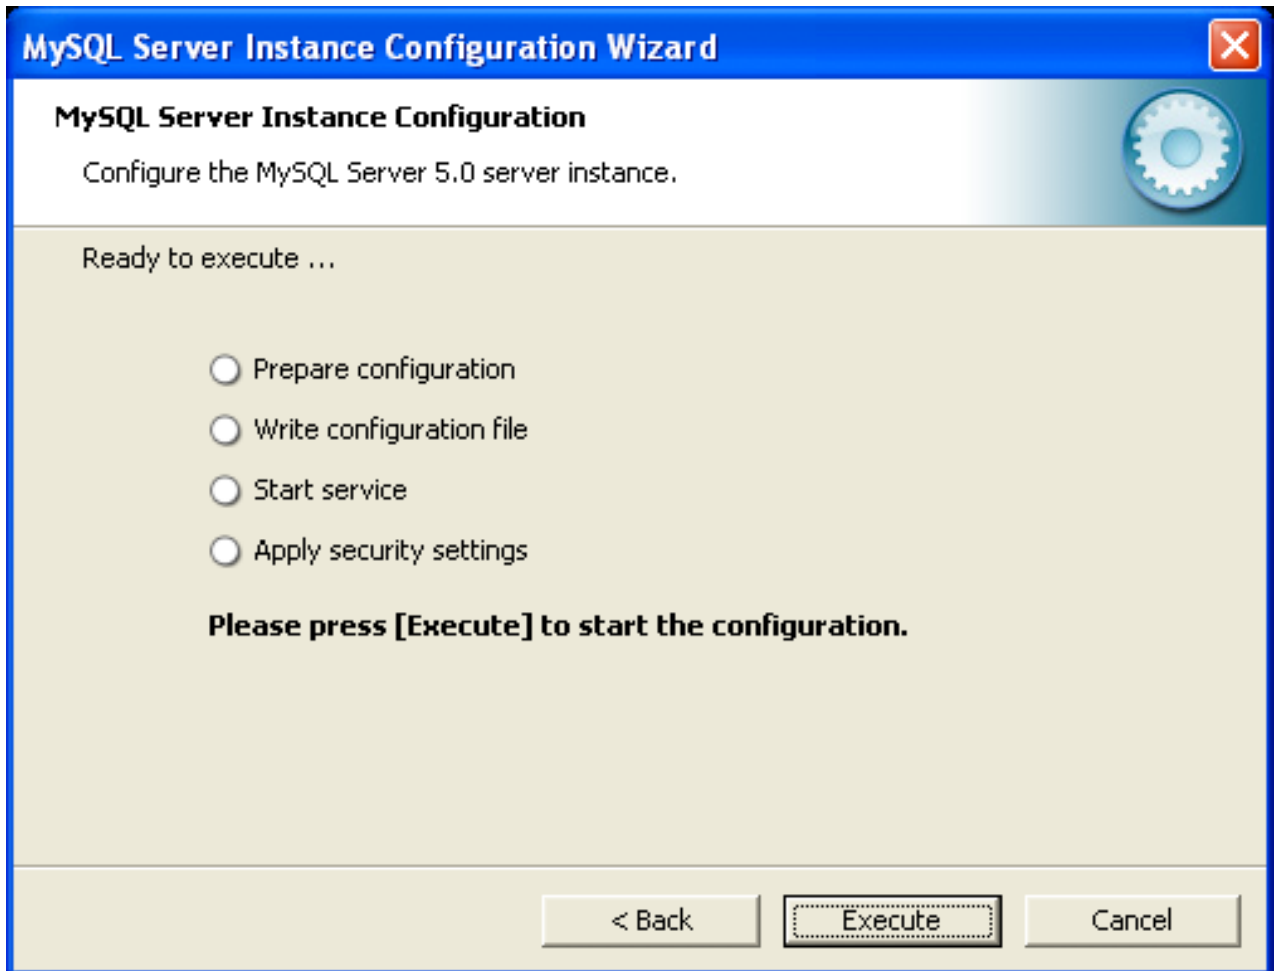 MySQL Server Instance Configuration Wizard
MySQL Server Instance Configuration
Configure the MySQL Server 5.0 server instance.
Ready to execute ...
Prepare configuration
Write configuration file
Start service
Apply security settings
Please press [Execute] to start the configuration.
< Back
Execute
Cancel